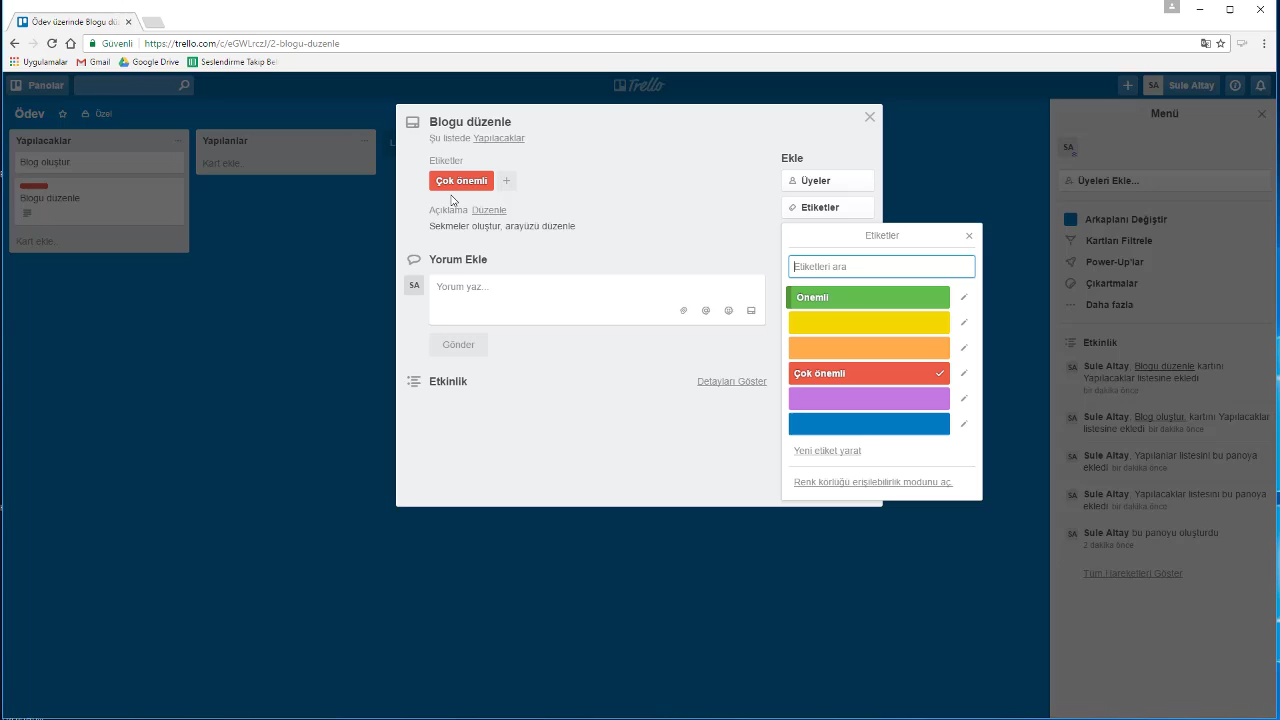 Ödev üzerinde Blogu dü:
Güvenli
https://trello.com/c/eGWLrczJ/2-blogu-duzenle
Uygulamalar
Gmail
Google Drive
Seslendirme Takip Bel
Panolar
Trello
SA
Sule Altay
Ödev
Özel
Yapılacaklar
Blog oluştur
Blogu düzenle
Kart ekle...
Yapılanlar
Kart ekle...
Blogu düzenle
Şu listede Yapılacaklar
Etiketler
Çok önemli
Açıklama Düzenle
Sekmeler oluştur, arayüzü düzenle
Yorum Ekle
SA
Yorum yaz...
Gönder
Etkinlik
Detayları Göster
Ekle
Üyeler
Etiketler
Etiketler
Etiketleri ara
Önemli
Çok önemli
Yeni etiket yarat
Renk körlüğü erişilebilirlik modunu aç.
Menü
SA
Üyeleri Ekle...
Arkaplanı Değiştir
Kartları Filtrele
Power-Up'lar
Çıkartmalar
Daha fazla
Etkinlik
SA
Sule Altay, Blogu düzenle kartını
Yapılacaklar listesine ekledi
bir dakika önce
SA
Sule Altay, Blog oluştur, kartını Yapılacaklar
listesine ekledi bir dakika önce
SA
Sule Altay, Yapılanlar listesini bu panoya
ekledi bir dakika önce
SA
Sule Altay, Yapılacaklar listesini bu panoya
ekledi bir dakika önce
SA
Sule Altay bu panoyu oluşturdu
2 dakika önce
Tüm Hareketleri Göster